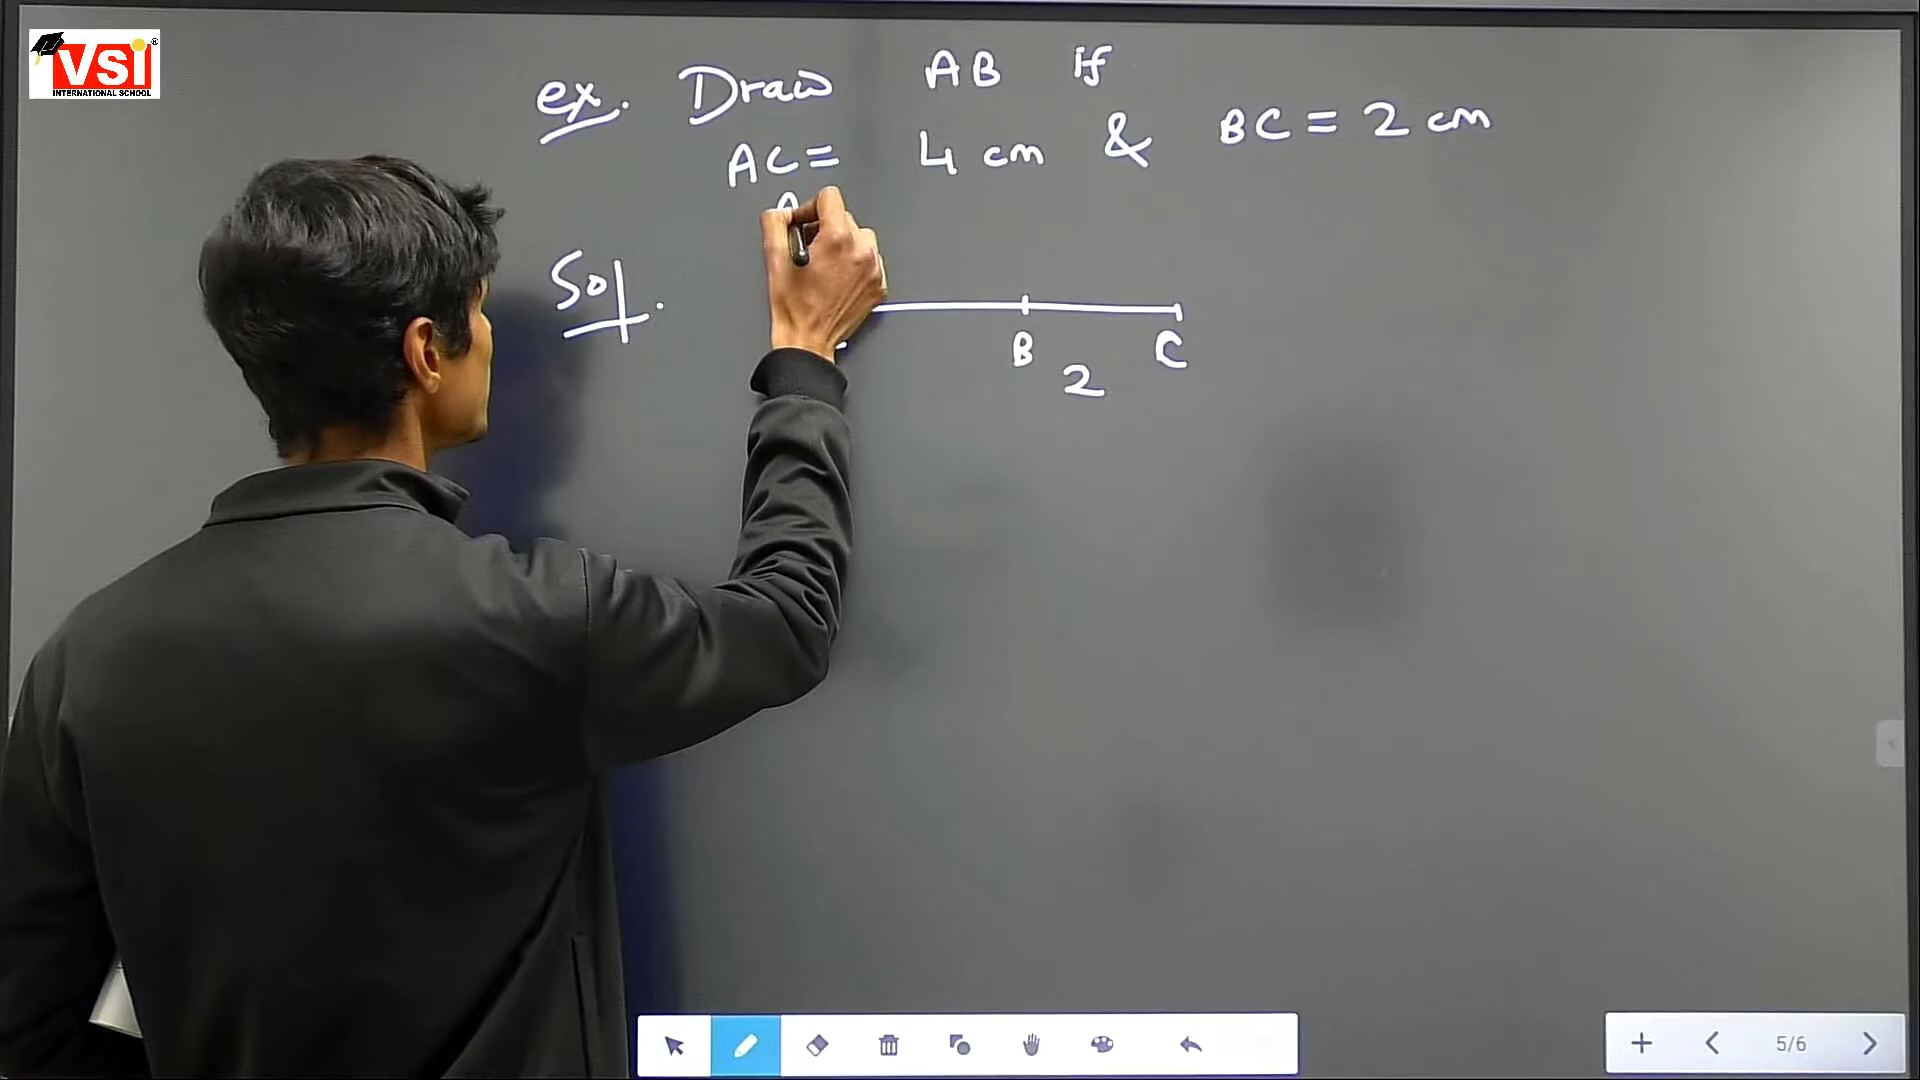 VSI
INTERNATIONAL SCHOOL
ex. Draw AB if
AC = 4 cm & BC = 2 cm
A
Sol.
B C
2
5/6